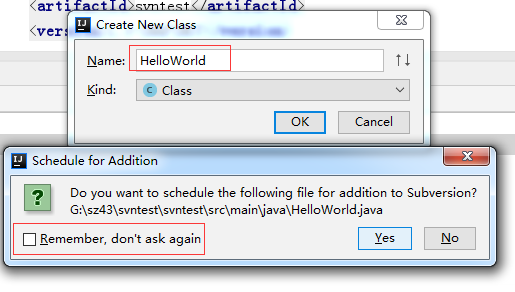 <artifactId>svntest</artifactId>
Create New Class
Name:
HelloWorld
Kind:
Class
OK
Cancel
Schedule for Addition
Do you want to schedule the following file for addition to Subversion?
G:\sz43\svntest\svntest\src\main\java\HelloWorld.java
Remember, don't ask again
Yes
No